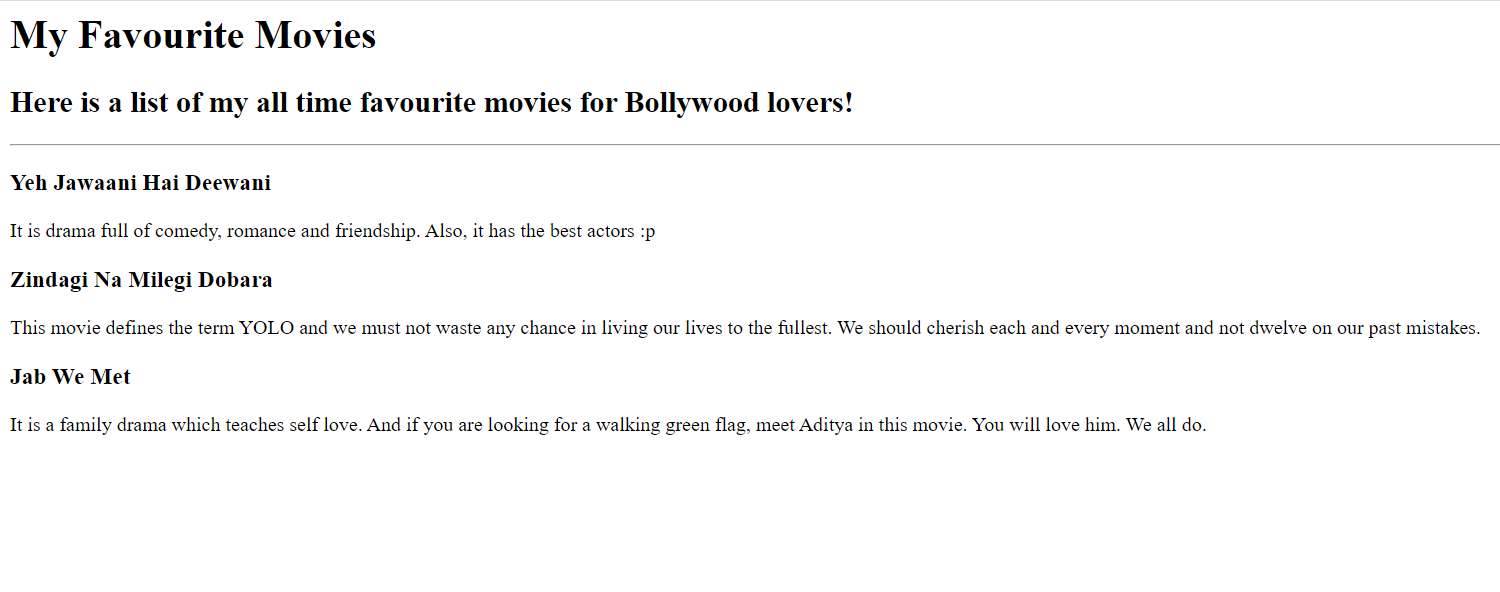 My Favourite Movies
Here is a list of my all time favourite movies for Bollywood lovers!
Yeh Jawaani Hai Deewani
It is drama full of comedy, romance and friendship. Also, it has the best actors :p
Zindagi Na Milegi Dobara
This movie defines the term YOLO and we must not waste any chance in living our lives to the fullest. We should cherish each and every moment and not dwelve on our past mistakes.
Jab We Met
It is a family drama which teaches self love. And if you are looking for a walking green flag, meet Aditya in this movie. You will love him. We all do.